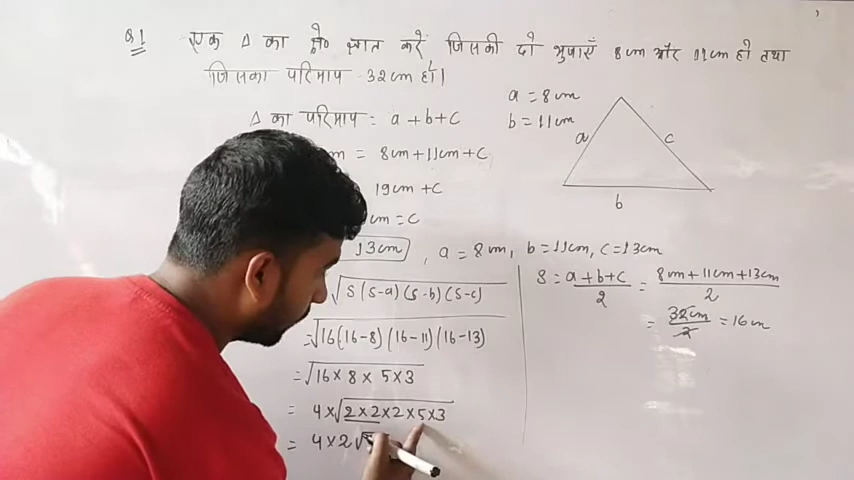 Q1 एक Δ का क्षे० ज्ञात करें जिसकी दो भुजाएँ 8cm और 11cm हो तथा
जिसका परिमाप 32cm हो।
Δ का परिमाप = a+b+c
m = 8cm+11cm+C
19cm + C
cm = C
13cm , a = 8cm, b = 11cm, C = 13cm
√S(S-a)(S-b)(S-c)
= √16(16-8)(16-11)(16-13)
= √16×8×5×3
= 4×√2×2×2×5×3
= 4×2√
a = 8cm
b = 11cm
a
c
b
S = a+b+c/2 = 8cm+11cm+13cm/2
= 32cm/2 = 16cm